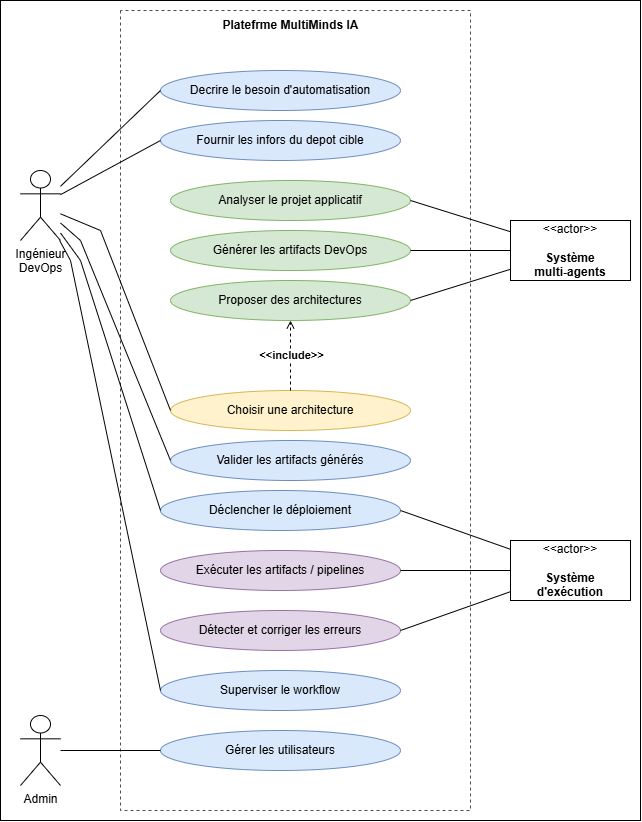 Platefrme MultiMinds IA
Decrire le besoin d'automatisation
Fournir les infors du depot cible
Analyser le projet applicatif
Générer les artifacts DevOps
Proposer des architectures
<<include>>
Choisir une architecture
Valider les artifacts générés
Déclencher le déploiement
Exécuter les artifacts / pipelines
Détecter et corriger les erreurs
Superviser le workflow
Gérer les utilisateurs
Ingénieur
DevOps
Admin
<<actor>>
Système
multi-agents
<<actor>>
Système
d'exécution